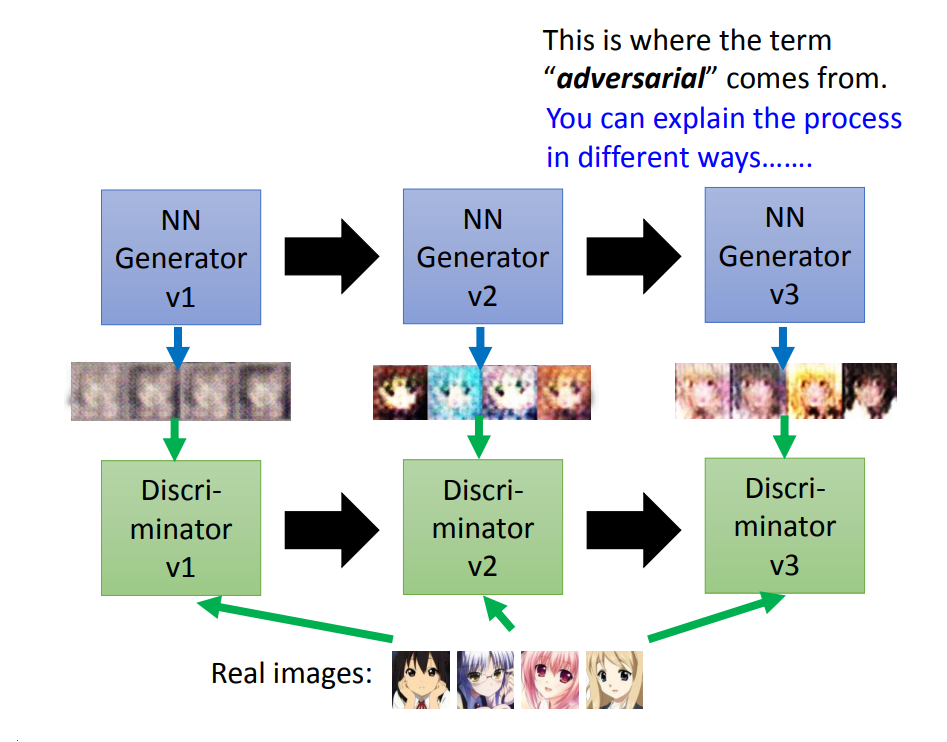 This is where the term
“adversarial” comes from.
You can explain the process
in different ways…….
NN
Generator
v1
NN
Generator
v2
NN
Generator
v3
Discri-
minator
v1
Discri-
minator
v2
Discri-
minator
v3
Real images: